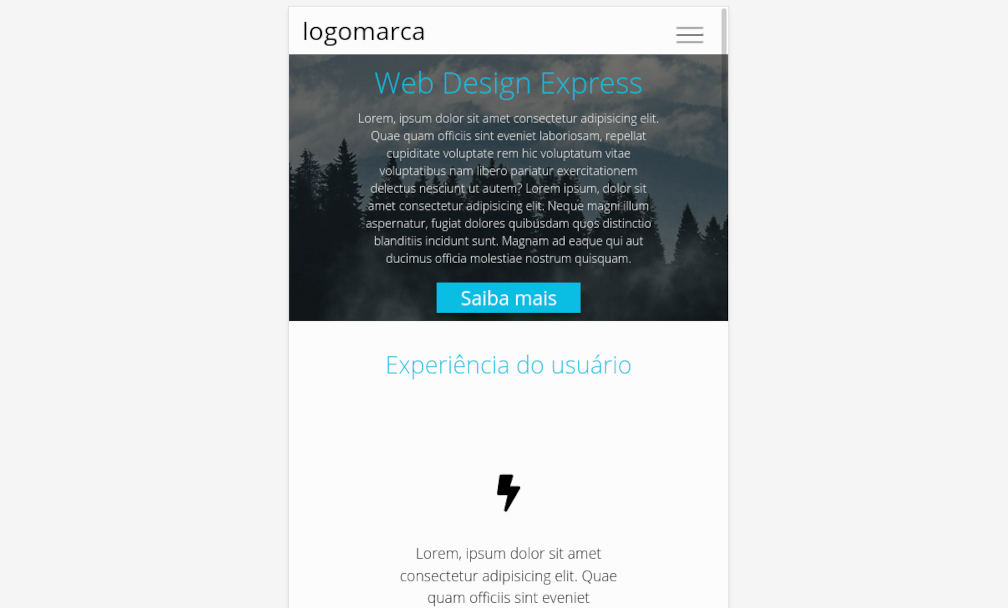 logomarca
Web Design Express
Lorem, ipsum dolor sit amet consectetur adipisicing elit.
Quae quam officiis sint eveniet laboriosam, repellat
cupiditate voluptate rem hic voluptatum vitae
voluptatibus nam libero pariatur exercitationem
delectus nesciunt ut autem? Lorem ipsum, dolor sit
amet consectetur adipisicing elit. Neque magni illum
aspernatur, fugiat dolores quibusdam quos distinctio
blanditiis incidunt sunt. Magnam ad eaque qui aut
ducimus officia molestiae nostrum quisquam.
Saiba mais
Experiência do usuário
Lorem, ipsum dolor sit amet
consectetur adipisicing elit. Quae
quam officiis sint eveniet